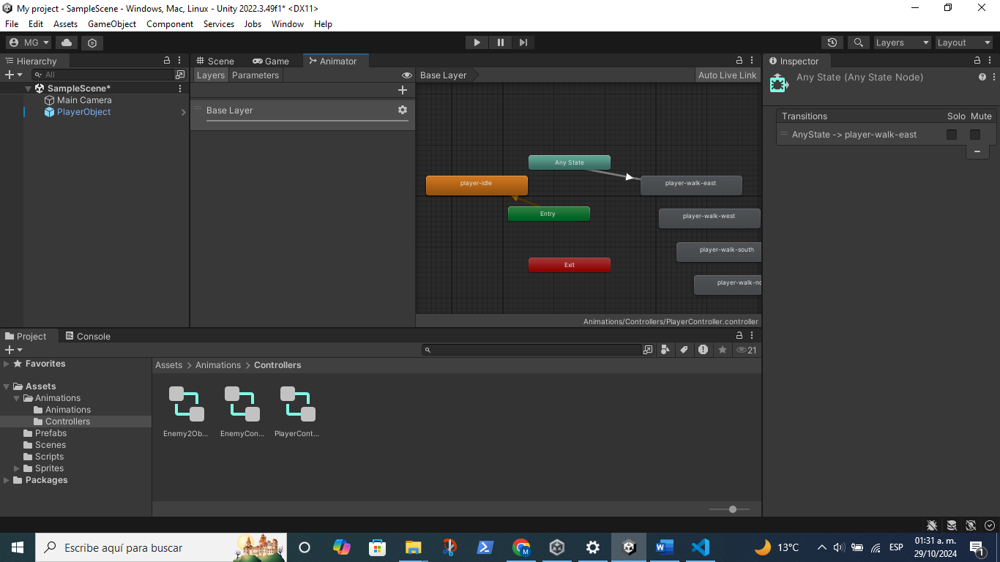 My project - SampleScene - Windows, Mac, Linux - Unity 2022.3.49f1* <DX11>
File Edit Assets GameObject Component Services Jobs Window Help
MG Layers Layout
Hierarchy
All
SampleScene*
Main Camera
PlayerObject
Scene Game Animator
Layers Parameters
Base Layer
Base Layer Auto Live Link
Any State
player-idle
player-walk-east
Entry
player-walk-west
player-walk-south
Exit
player-walk-no
Animations/Controllers/PlayerController.controller
Inspector
Any State (Any State Node)
Transitions Solo Mute
AnyState -> player-walk-east
Project Console
21
Favorites
Assets
Animations
Animations
Controllers
Prefabs
Scenes
Scripts
Sprites
Packages
Assets > Animations > Controllers
Enemy2Ob... EnemyCon... PlayerCont...
Escribe aquí para buscar
13°C
ESP
01:31 a. m.
29/10/2024
1